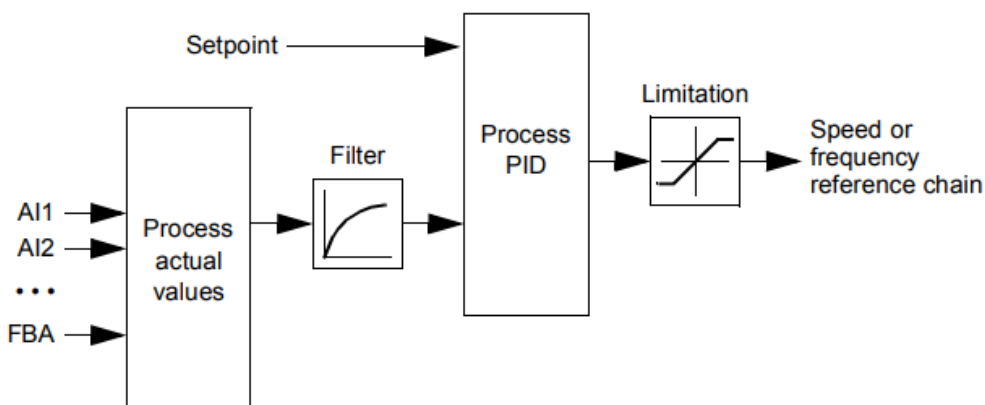 Setpoint
Process
PID
Limitation
Speed or
frequency
reference chain
Filter
AI1
AI2
...
FBA
Process
actual
values